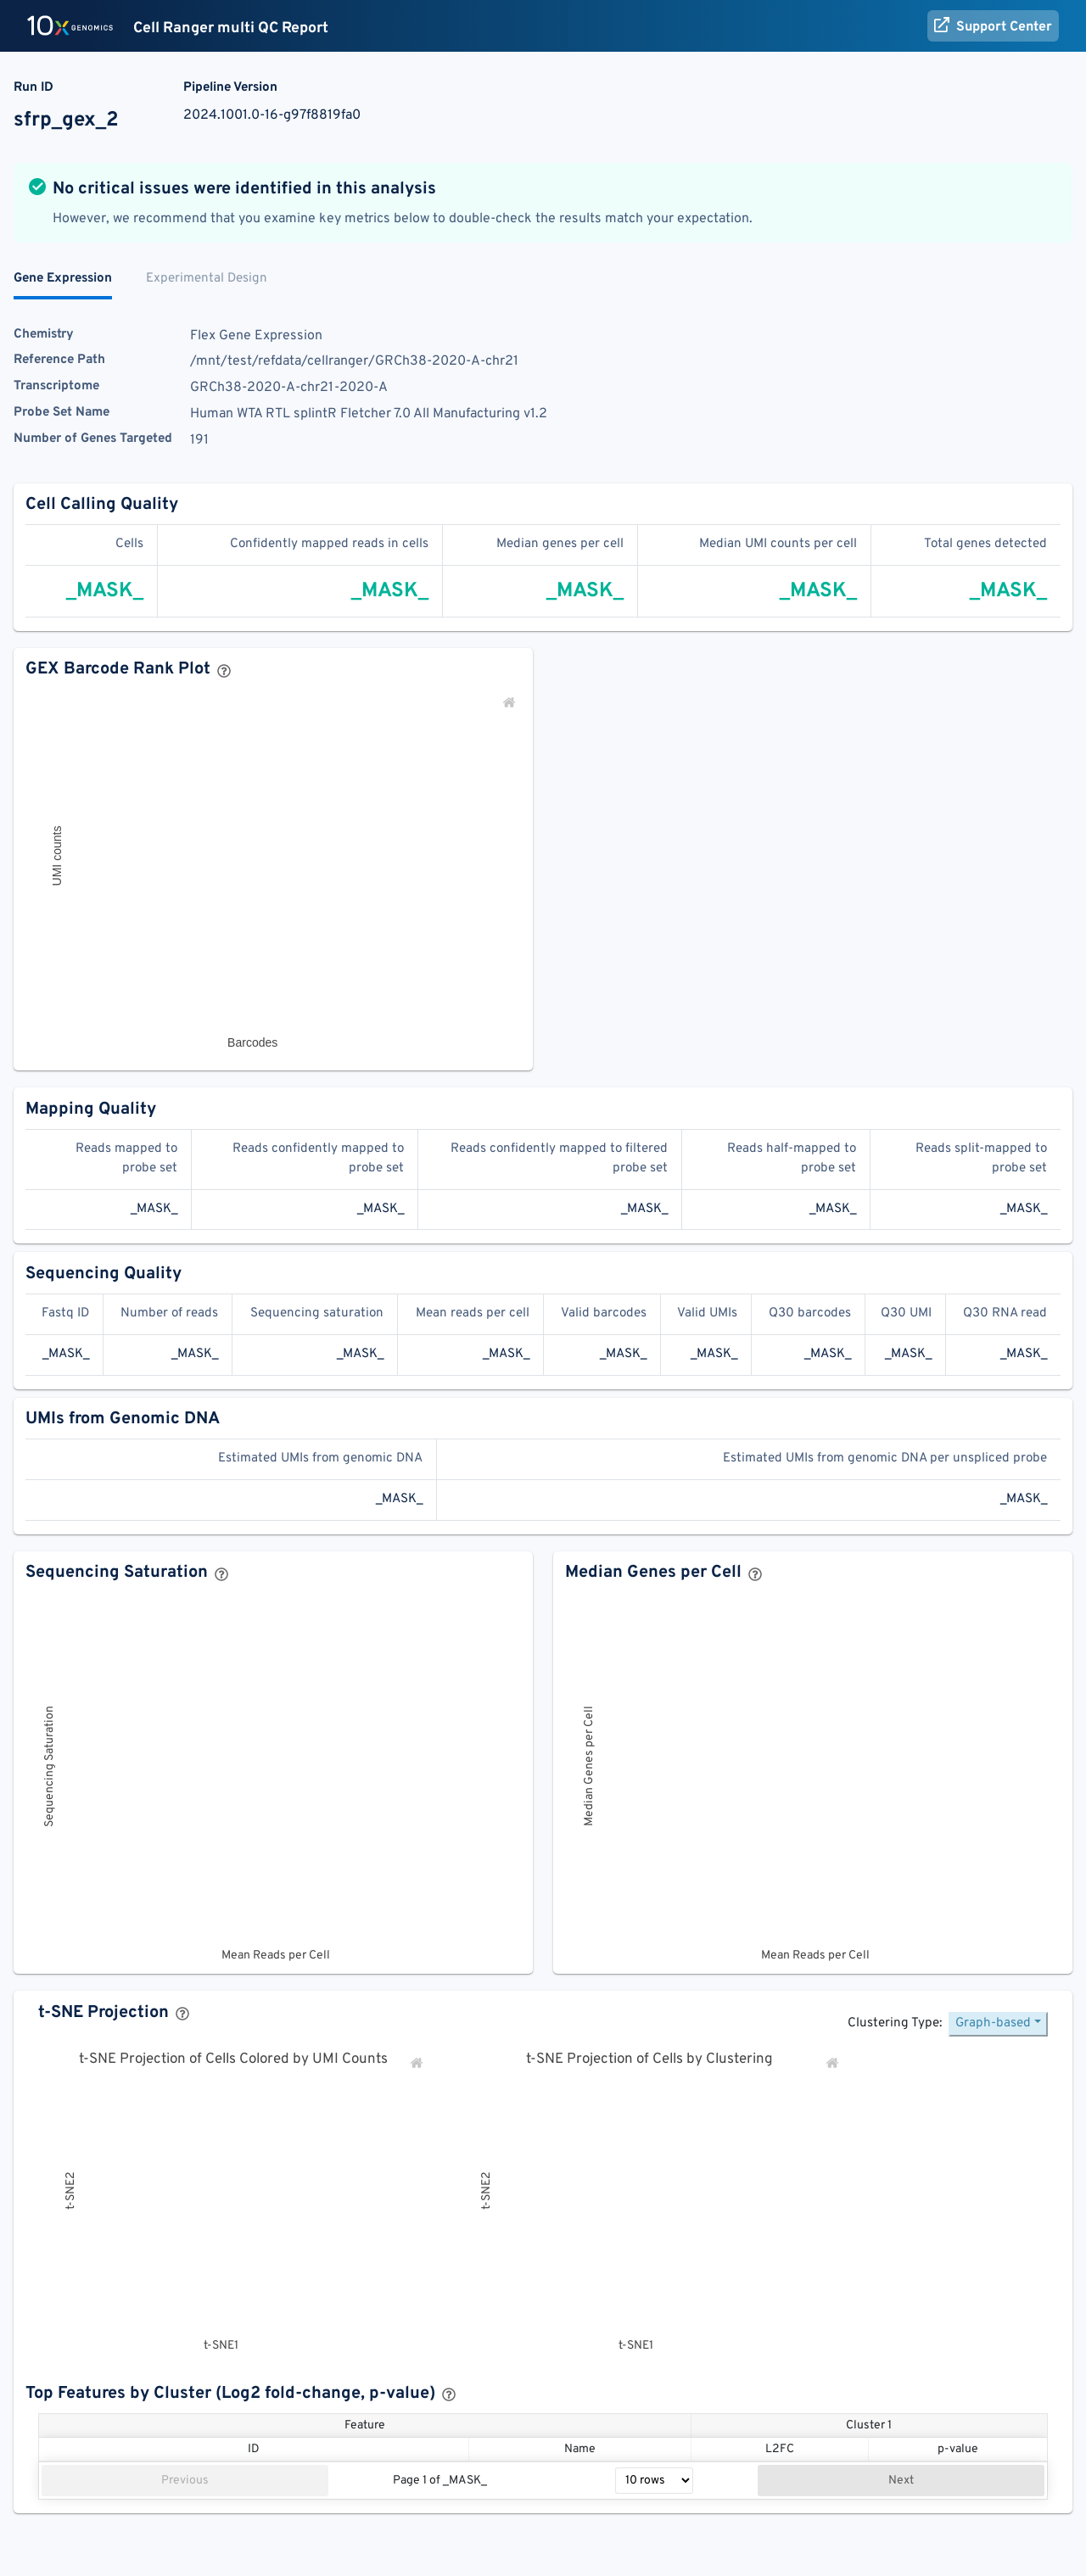 10x GENOMICS Cell Ranger multi QC Report Support Center
Run ID Pipeline Version
sfrp_gex_2 2024.1001.0-16-g97f8819fa0
No critical issues were identified in this analysis
However, we recommend that you examine key metrics below to double-check the results match your expectation.
Gene Expression Experimental Design
Chemistry Flex Gene Expression
Reference Path /mnt/test/refdata/cellranger/GRCh38-2020-A-chr21
Transcriptome GRCh38-2020-A-chr21-2020-A
Probe Set Name Human WTA RTL splintR Fletcher 7.0 All Manufacturing v1.2
Number of Genes Targeted 191
Cell Calling Quality
Cells Confidently mapped reads in cells Median genes per cell Median UMI counts per cell Total genes detected
_MASK_ _MASK_ _MASK_ _MASK_ _MASK_
GEX Barcode Rank Plot
UMI counts
Barcodes
Mapping Quality
Reads mapped to Reads confidently mapped to Reads confidently mapped to filtered Reads half-mapped to Reads split-mapped to
probe set probe set probe set probe set probe set
_MASK_ _MASK_ _MASK_ _MASK_ _MASK_
Sequencing Quality
Fastq ID Number of reads Sequencing saturation Mean reads per cell Valid barcodes Valid UMIs Q30 barcodes Q30 UMI Q30 RNA read
_MASK_ _MASK_ _MASK_ _MASK_ _MASK_ _MASK_ _MASK_ _MASK_ _MASK_
UMIs from Genomic DNA
Estimated UMIs from genomic DNA Estimated UMIs from genomic DNA per unspliced probe
_MASK_ _MASK_
Sequencing Saturation Median Genes per Cell
Sequencing Saturation Median Genes per Cell
Mean Reads per Cell Mean Reads per Cell
t-SNE Projection
Clustering Type: Graph-based
t-SNE Projection of Cells Colored by UMI Counts t-SNE Projection of Cells by Clustering
t-SNE2 t-SNE2
t-SNE1 t-SNE1
Top Features by Cluster (Log2 fold-change, p-value)
Feature Cluster 1
ID Name L2FC p-value
Previous Page 1 of _MASK_ 10 rows Next